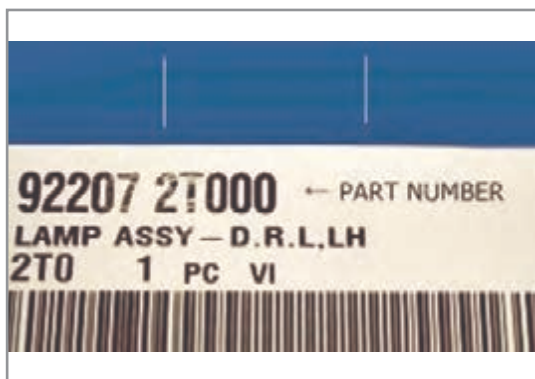 92207 2T000 ← PART NUMBER
LAMP ASSY – D.R.L,LH
2T0 1 PC VI